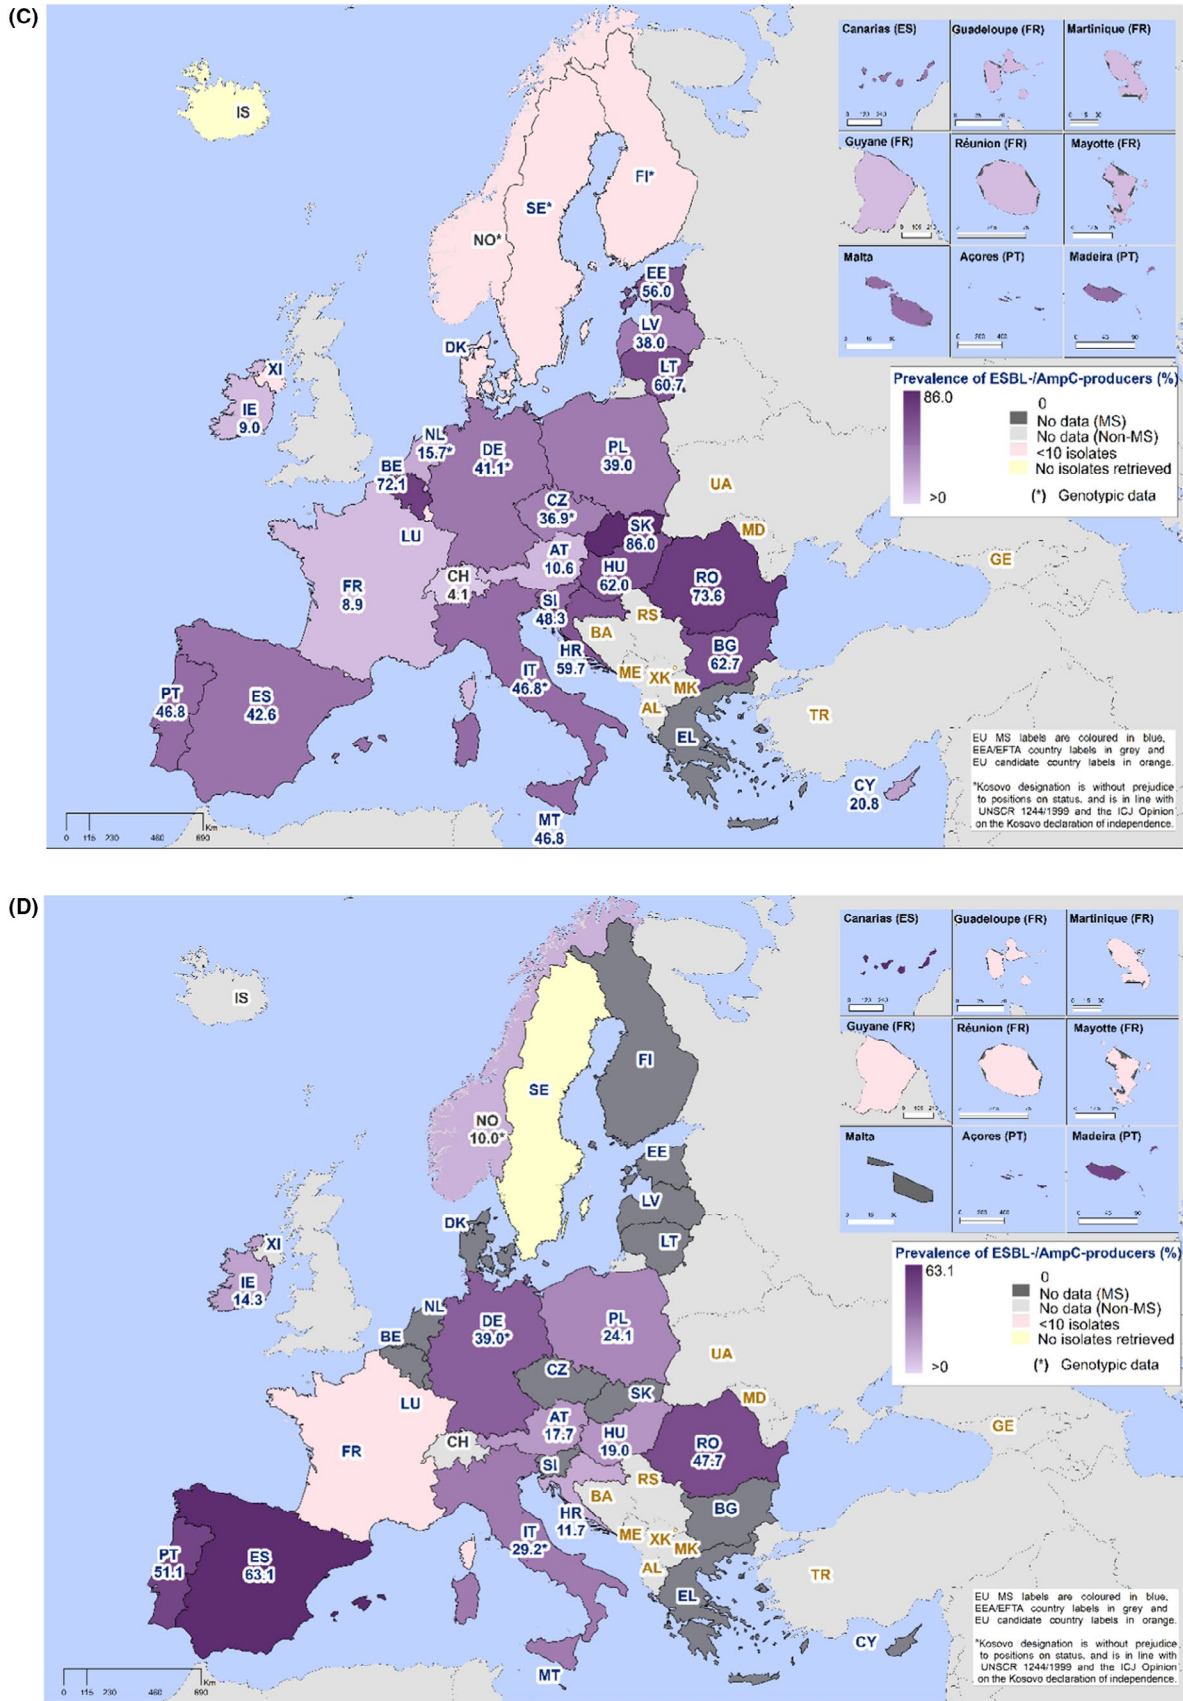 (C)
Canarias (ES)
Guadeloupe (FR)
Martinique (FR)
IS
Guyane (FR)
Réunion (FR)
Mayotte (FR)
FI*
SE*
NO*
Malta
Açores (PT)
Madeira (PT)
EE
56.0
LV
38.0
DK
LT
60.7
XI
IE
9.0
Prevalence of ESBL-/AmpC-producers (%)
86.0
>0
0
No data (MS)
No data (Non-MS)
<10 isolates
No isolates retrieved
(*) Genotypic data
NL
15.7*
DE
41.1*
PL
39.0
BE
72.1
UA
CZ
36.9*
SK
86.0
MD
LU
AT
10.6
HU
62.0
GE
CH
4.1
RO
73.6
FR
8.9
SI
48.3
RS
BA
HR
59.7
BG
62.7
IT
46.8*
ME
XK
MK
AL
PT
46.8
ES
42.6
TR
EL
CY
20.8
MT
46.8
EU MS labels are coloured in blue,
EEA/EFTA country labels in grey and
EU candidate country labels in orange.
*Kosovo designation is without prejudice
to positions on status, and is in line with
UNSCR 1244/1999 and the ICJ Opinion
on the Kosovo declaration of independence.
0 115 230 460 690 Km
(D)
Canarias (ES)
Guadeloupe (FR)
Martinique (FR)
IS
Guyane (FR)
Réunion (FR)
Mayotte (FR)
FI
SE
NO
10.0*
Malta
Açores (PT)
Madeira (PT)
EE
LV
DK
LT
XI
IE
14.3
Prevalence of ESBL-/AmpC-producers (%)
63.1
>0
0
No data (MS)
No data (Non-MS)
<10 isolates
No isolates retrieved
(*) Genotypic data
NL
DE
39.0*
PL
24.1
BE
UA
CZ
SK
MD
LU
AT
17.7
HU
19.0
GE
CH
RO
47.7
FR
SI
RS
BA
HR
11.7
BG
IT
29.2*
ME
XK
MK
AL
PT
51.1
ES
63.1
TR
EL
CY
MT
EU MS labels are coloured in blue,
EEA/EFTA country labels in grey and
EU candidate country labels in orange.
*Kosovo designation is without prejudice
to positions on status, and is in line with
UNSCR 1244/1999 and the ICJ Opinion
on the Kosovo declaration of independence.
0 115 230 460 690 Km